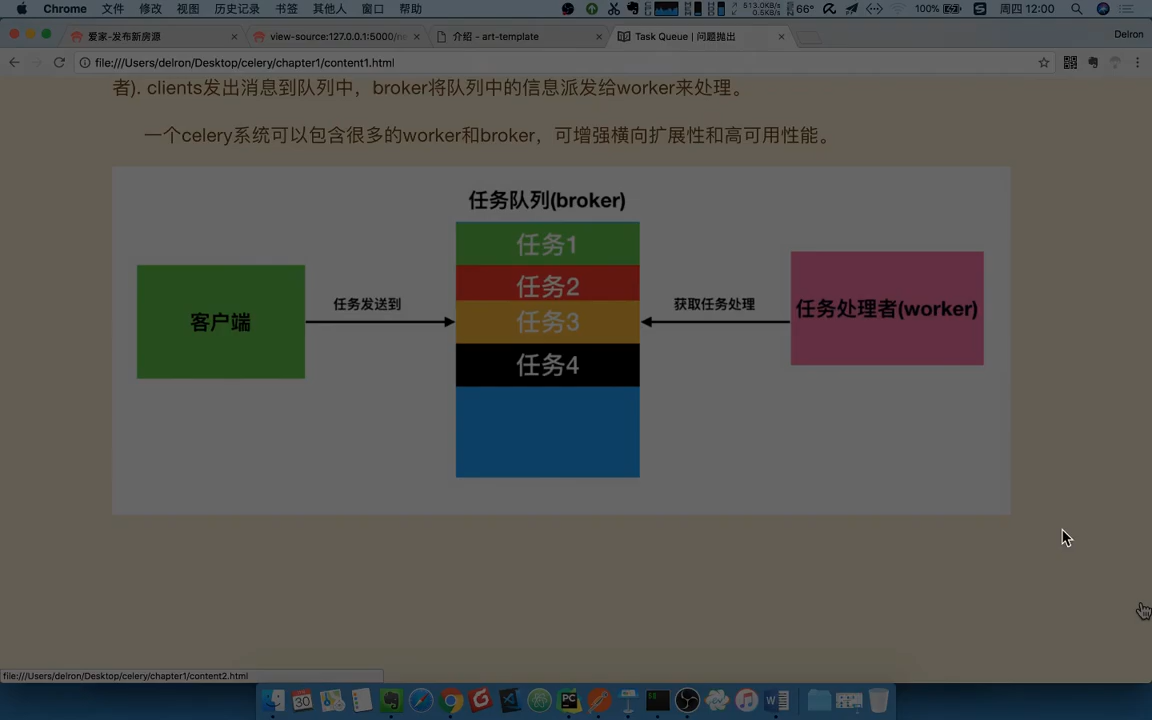 Chrome 文件 修改 视图 历史记录 书签 其他人 窗口 帮助 513.0KB/s 0.5KB/s 66° 100% 周四 12:00
爱家-发布新房源 view-source:127.0.0.1:5000/ne 介绍 - art-template Task Queue | 问题抛出 Delron
file:///Users/delron/Desktop/celery/chapter1/content1.html
者). clients发出消息到队列中，broker将队列中的信息派发给worker来处理。
一个celery系统可以包含很多的worker和broker，可增强横向扩展性和高可用性能。
任务队列(broker)
任务1
任务2
任务3
任务4
客户端
任务发送到
获取任务处理
任务处理者(worker)
file:///Users/delron/Desktop/celery/chapter1/content2.html